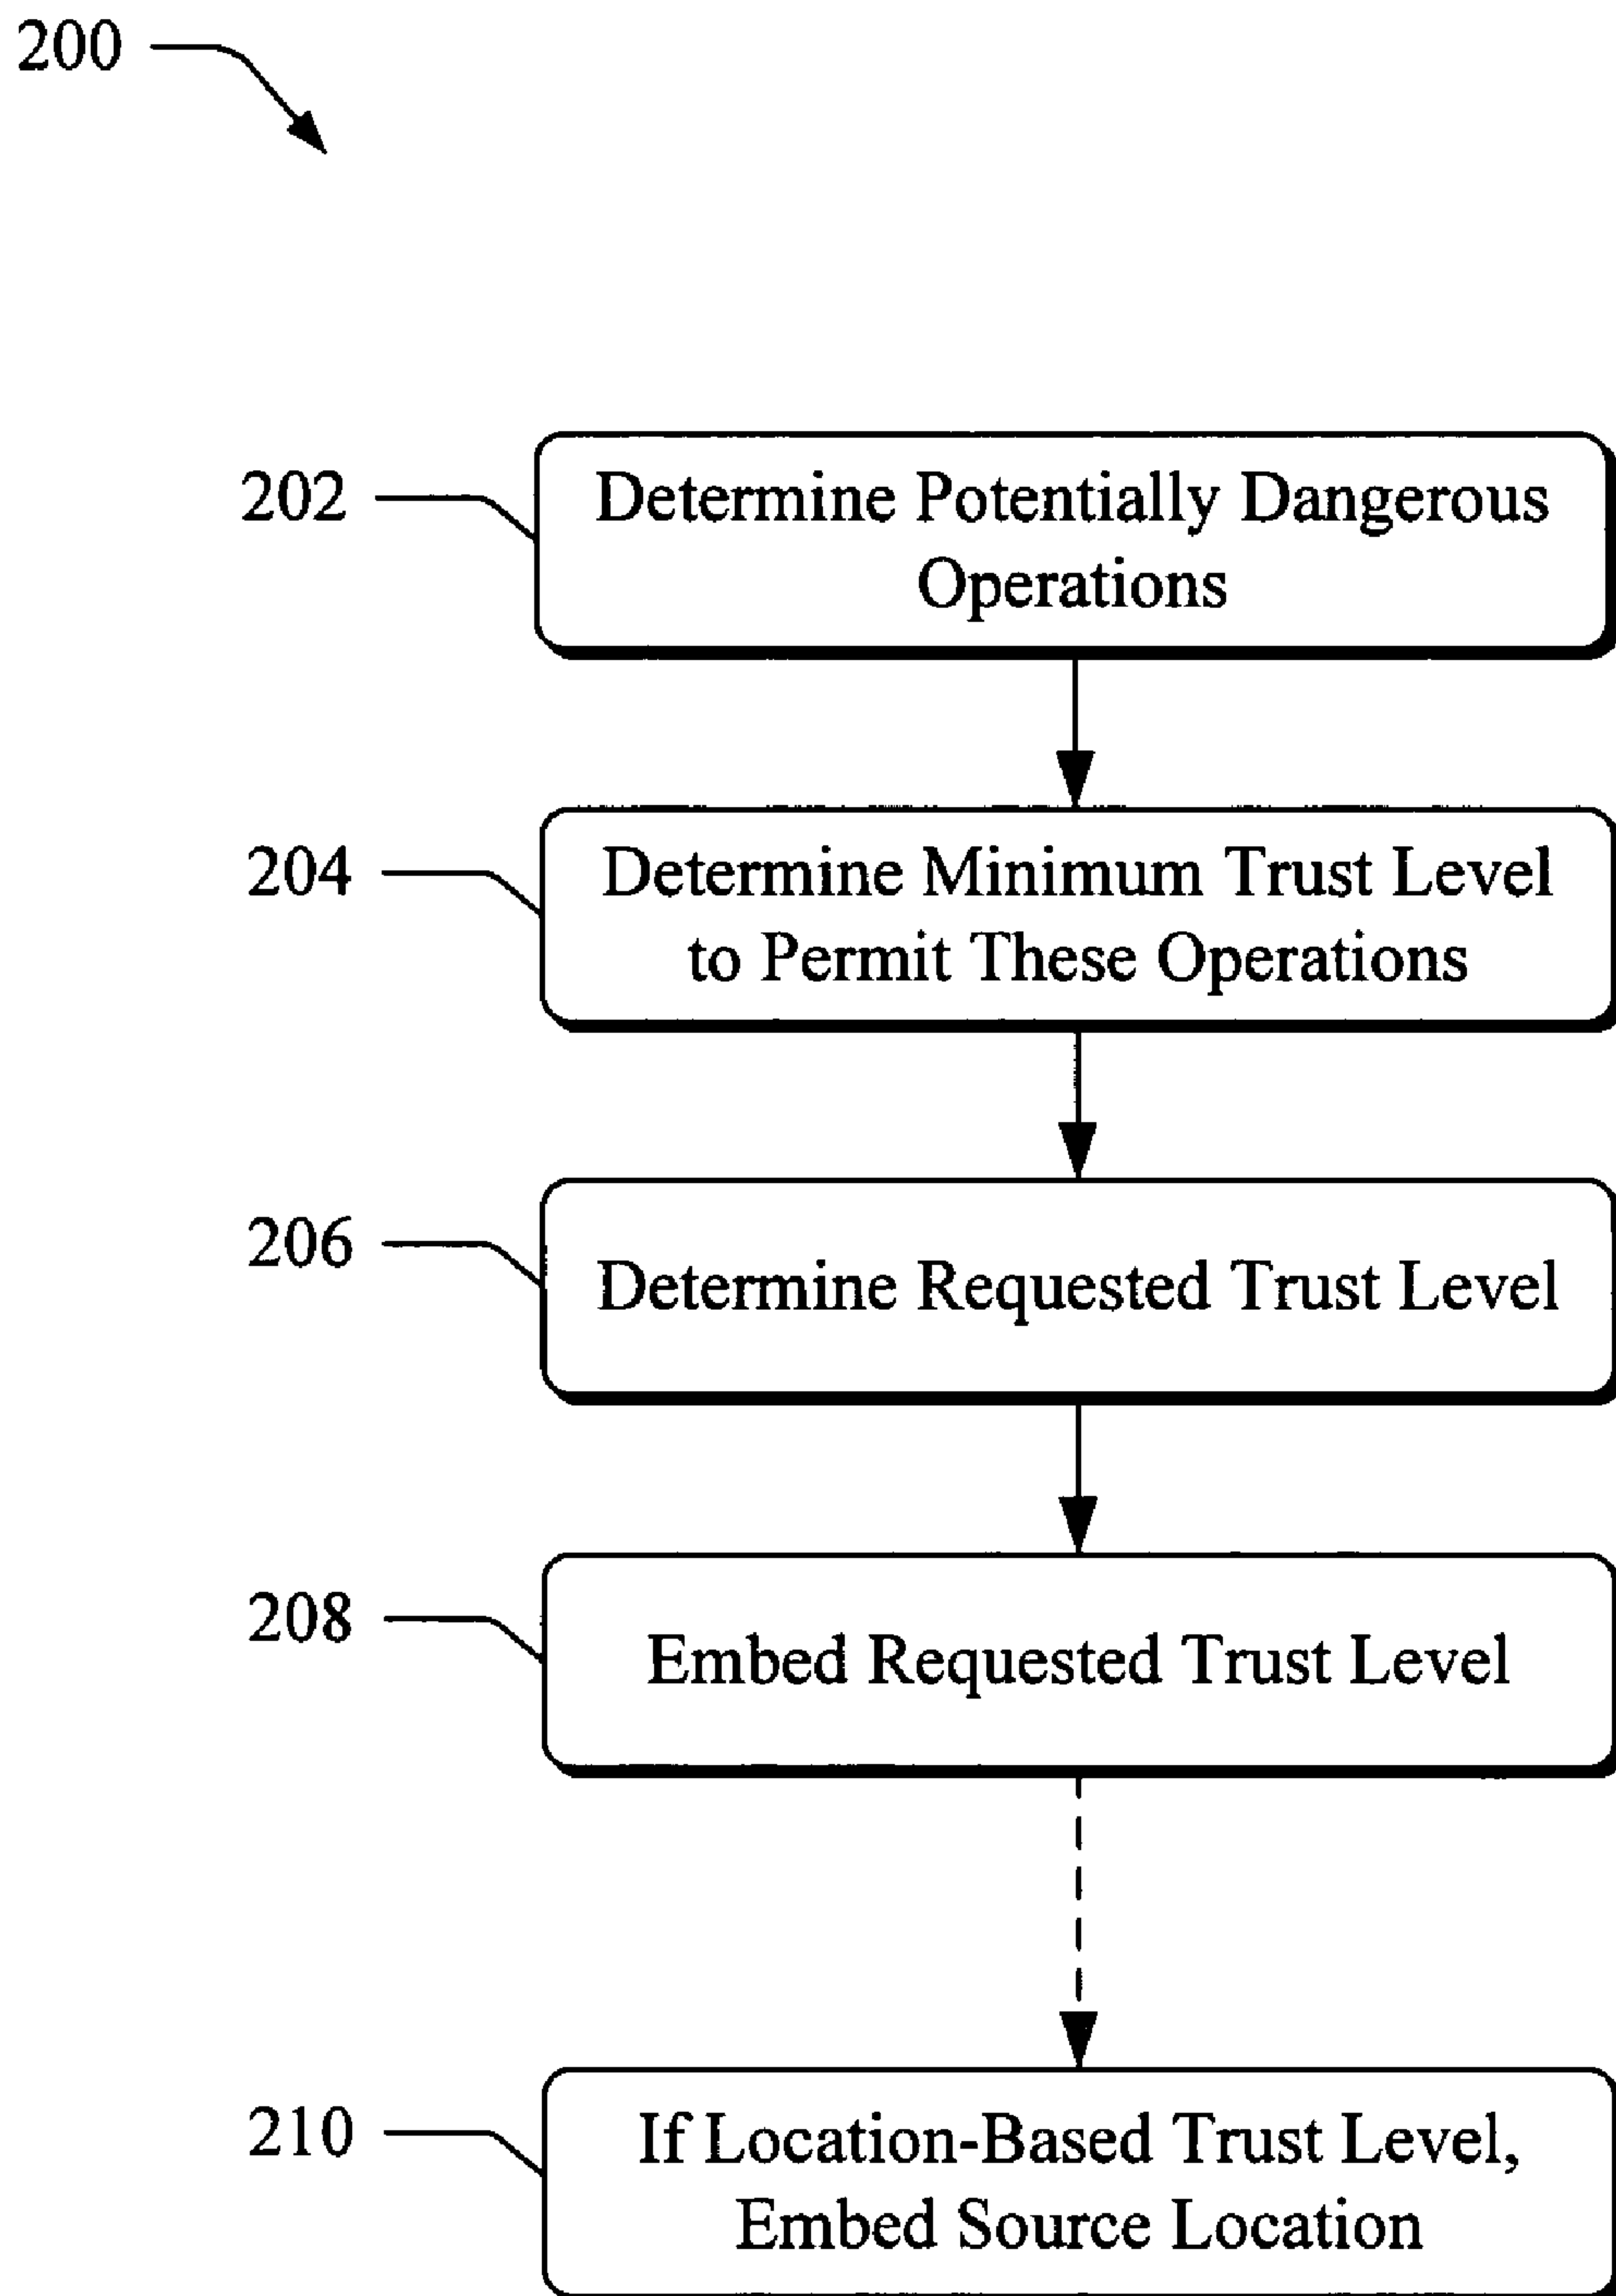 200
202
Determine Potentially Dangerous
Operations
204
Determine Minimum Trust Level
to Permit These Operations
206
Determine Requested Trust Level
208
Embed Requested Trust Level
210
If Location-Based Trust Level,
Embed Source Location